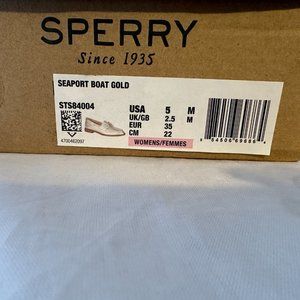 SPERRY
Since 1935
SEAPORT BOAT GOLD
STS84004
USA 5 M
UK/GB 2.5 M
EUR 35
CM 22
4700462097
WOMENS/FEMMES